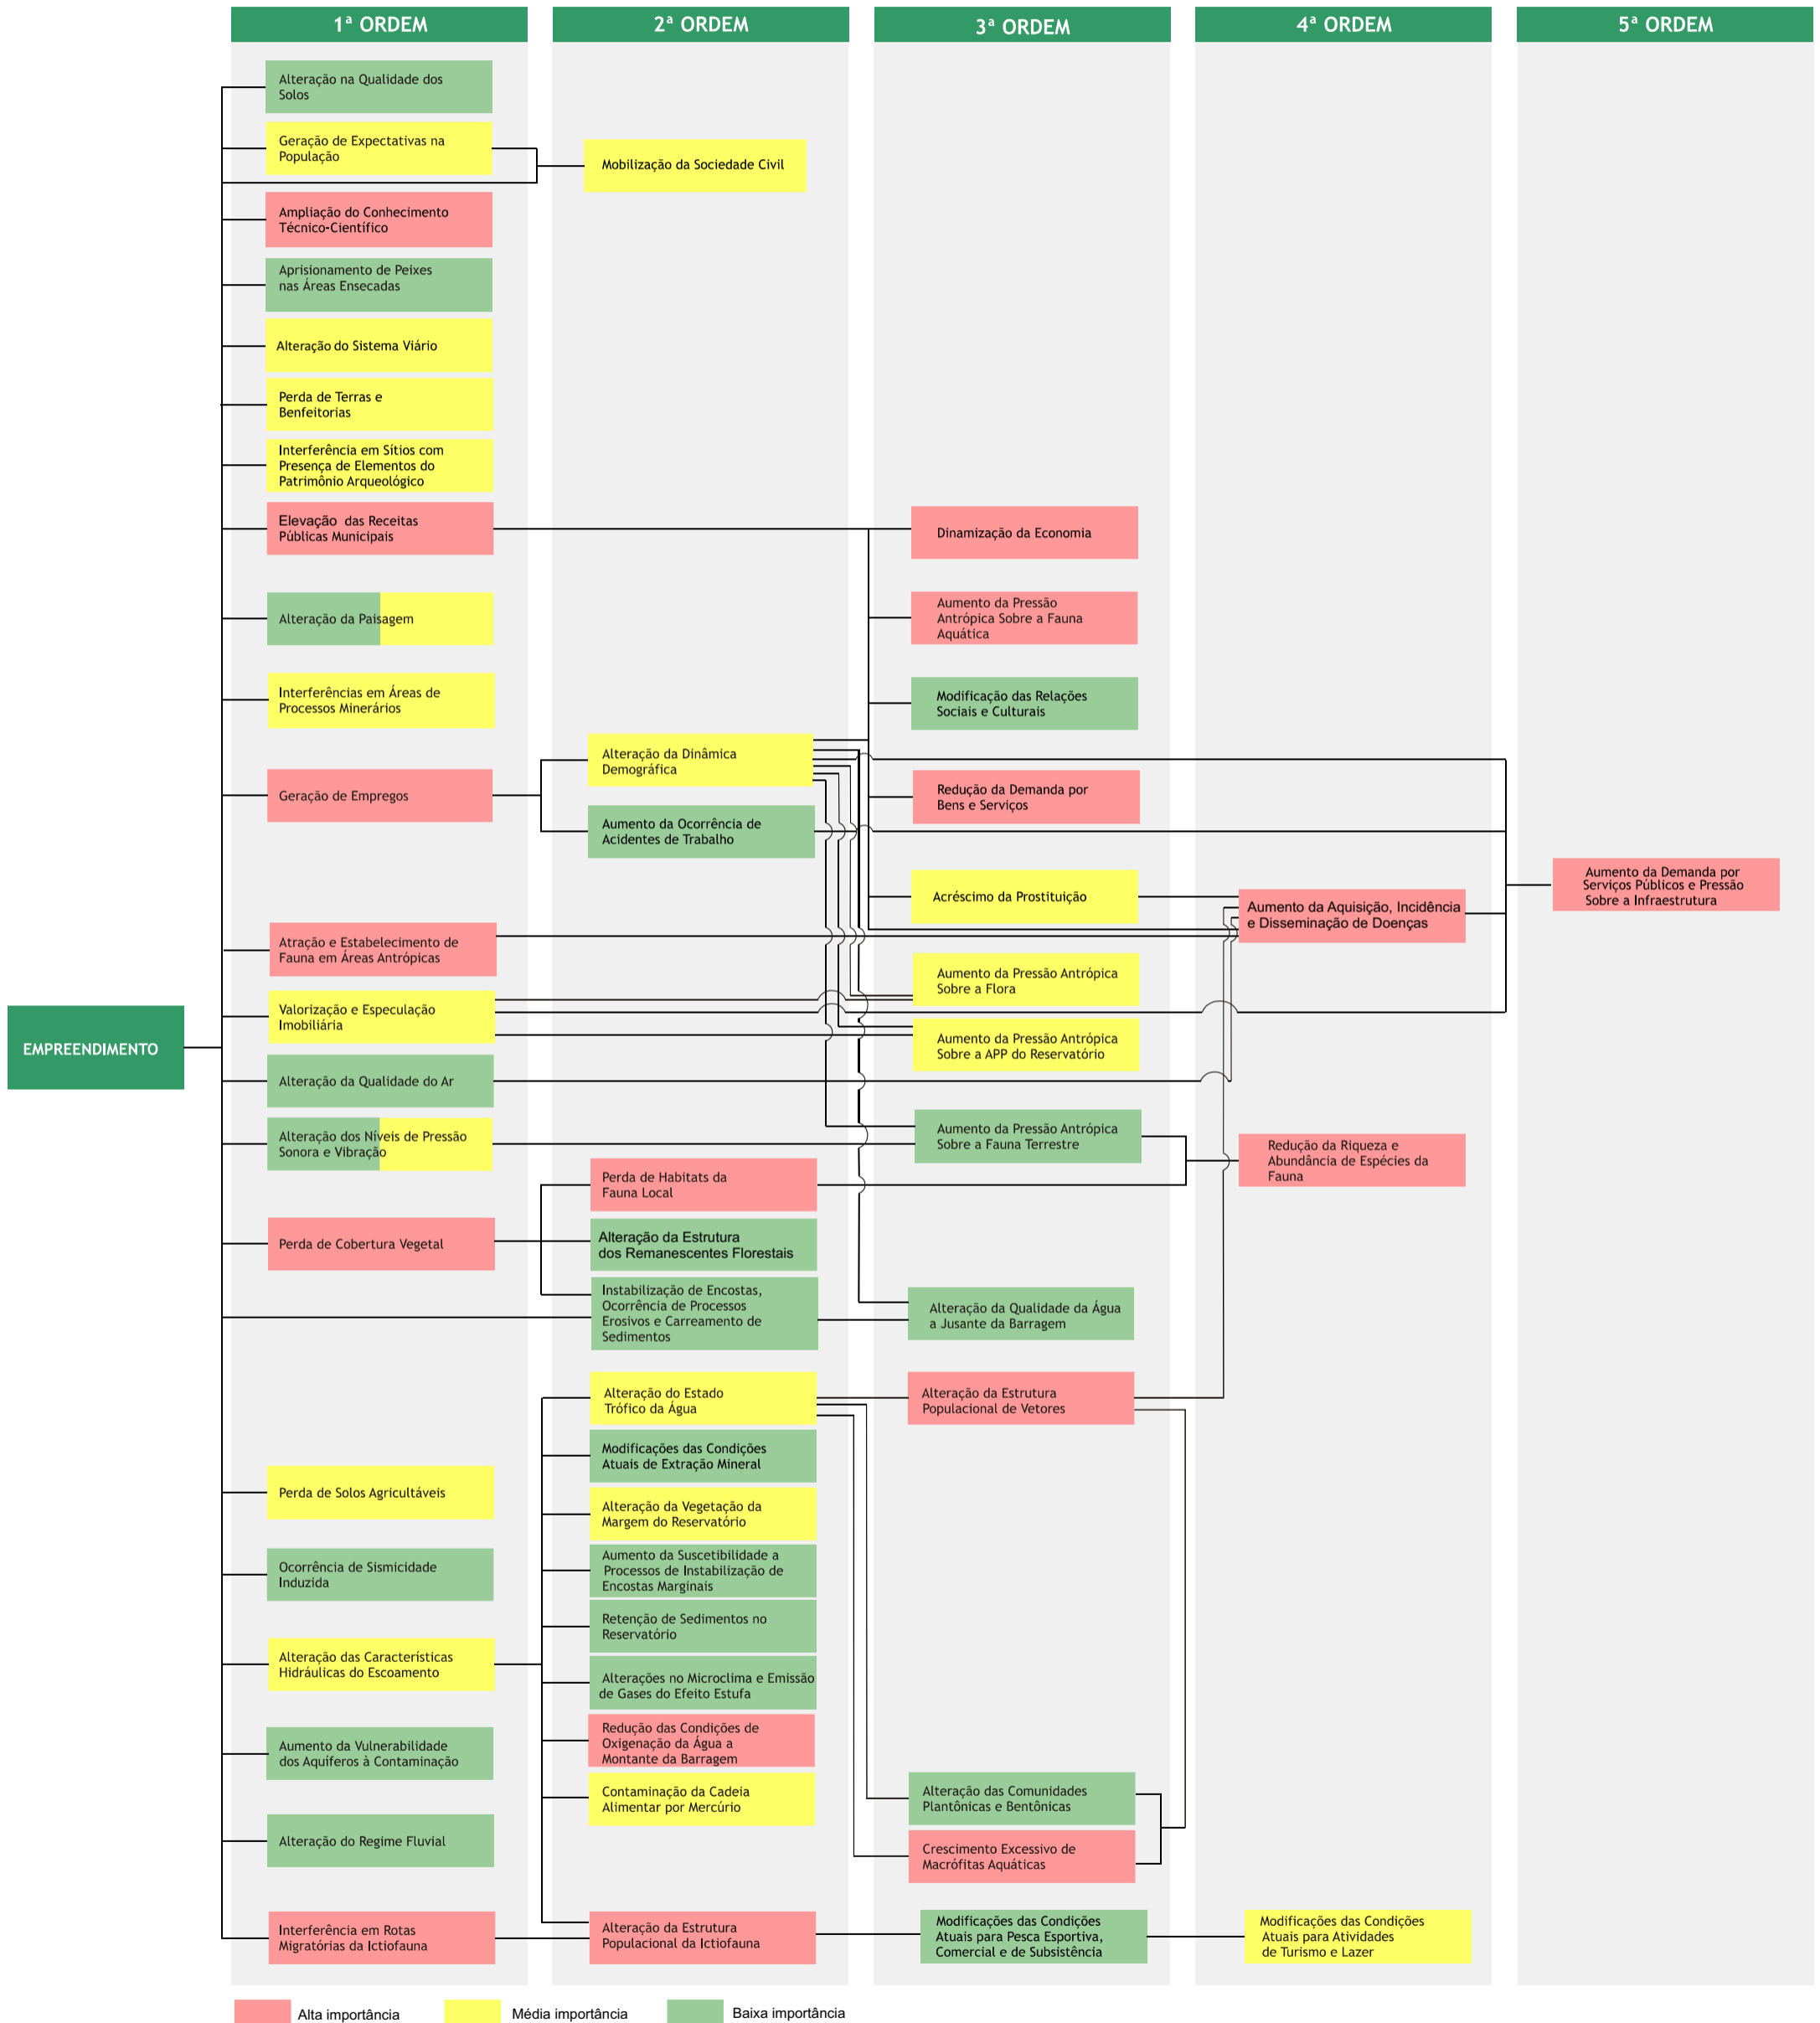 1ª ORDEM
2ª ORDEM
3ª ORDEM
4ª ORDEM
5ª ORDEM
EMPREENDIMENTO
Alteração na Qualidade dos
Solos
Geração de Expectativas na
População
Ampliação do Conhecimento
Técnico-Científico
Aprisionamento de Peixes
nas Áreas Ensecadas
Alteração do Sistema Viário
Perda de Terras e
Benfeitorias
Interferência em Sítios com
Presença de Elementos do
Patrimônio Arqueológico
Elevação das Receitas
Públicas Municipais
Alteração da Paisagem
Interferências em Áreas de
Processos Minerários
Geração de Empregos
Atração e Estabelecimento de
Fauna em Áreas Antrópicas
Valorização e Especulação
Imobiliária
Alteração da Qualidade do Ar
Alteração dos Níveis de Pressão
Sonora e Vibração
Perda de Cobertura Vegetal
Perda de Solos Agricultáveis
Ocorrência de Sismicidade
Induzida
Alteração das Características
Hidráulicas do Escoamento
Aumento da Vulnerabilidade
dos Aquíferos à Contaminação
Alteração do Regime Fluvial
Interferência em Rotas
Migratórias da Ictiofauna
Mobilização da Sociedade Civil
Alteração da Dinâmica
Demográfica
Aumento da Ocorrência de
Acidentes de Trabalho
Perda de Habitats da
Fauna Local
Alteração da Estrutura
dos Remanescentes Florestais
Instabilização de Encostas,
Ocorrência de Processos
Erosivos e Carreamento de
Sedimentos
Alteração do Estado
Trófico da Água
Modificações das Condições
Atuais de Extração Mineral
Alteração da Vegetação da
Margem do Reservatório
Aumento da Suscetibilidade a
Processos de Instabilização de
Encostas Marginais
Retenção de Sedimentos no
Reservatório
Alterações no Microclima e Emissão
de Gases do Efeito Estufa
Redução das Condições de
Oxigenação da Água a
Montante da Barragem
Contaminação da Cadeia
Alimentar por Mercúrio
Alteração da Estrutura
Populacional da Ictiofauna
Dinamização da Economia
Aumento da Pressão
Antrópica Sobre a Fauna
Aquática
Modificação das Relações
Sociais e Culturais
Redução da Demanda por
Bens e Serviços
Acréscimo da Prostituição
Aumento da Pressão Antrópica
Sobre a Flora
Aumento da Pressão Antrópica
Sobre a APP do Reservatório
Aumento da Pressão Antrópica
Sobre a Fauna Terrestre
Alteração da Qualidade da Água
a Jusante da Barragem
Alteração da Estrutura
Populacional de Vetores
Alteração das Comunidades
Plantônicas e Bentônicas
Crescimento Excessivo de
Macrófitas Aquáticas
Modificações das Condições
Atuais para Pesca Esportiva,
Comercial e de Subsistência
Aumento da Aquisição, Incidência
e Disseminação de Doenças
Redução da Riqueza e
Abundância de Espécies da
Fauna
Modificações das Condições
Atuais para Atividades
de Turismo e Lazer
Aumento da Demanda por
Serviços Públicos e Pressão
Sobre a Infraestrutura
Alta importância
Média importância
Baixa importância